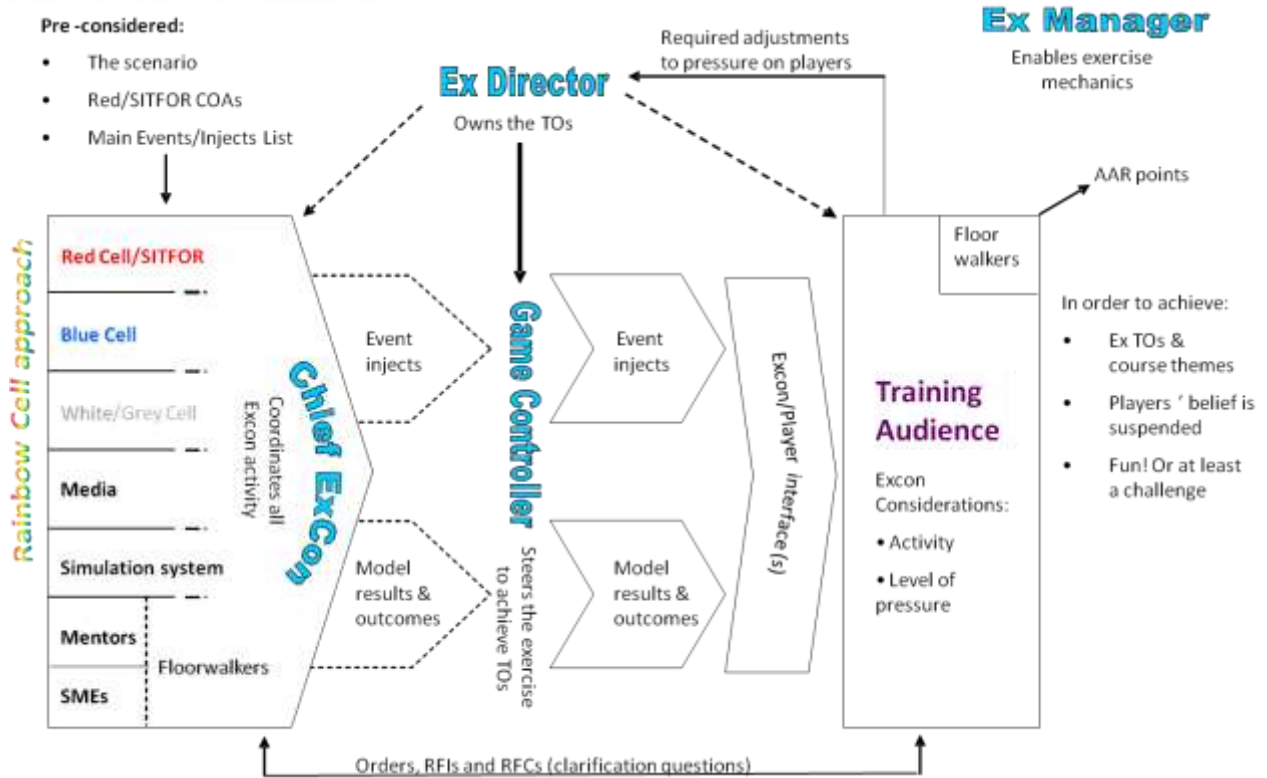 Pre -considered:
• The scenario
• Red/SITFOR COAs
• Main Events/Injects List
Ex Director
Owns the TOs
Required adjustments
to pressure on players
Ex Manager
Enables exercise
mechanics
AAR points
Rainbow Cell approach
Red Cell/SITFOR
Blue Cell
White/Grey Cell
Media
Simulation system
Mentors
SMEs
Floorwalkers
Coordinates all
Excon activity
Chief ExCon
Event
injects
Model
results &
outcomes
Game Controller
Steers the exercise
to achieve TOs
Event
injects
Model
results &
outcomes
Excon/Player interface (s)
Floor
walkers
Training
Audience
Excon
Considerations:
• Activity
• Level of
pressure
In order to achieve:
• Ex TOs &
course themes
• Players ’ belief is
suspended
• Fun! Or at least
a challenge
Orders, RFIs and RFCs (clarification questions)